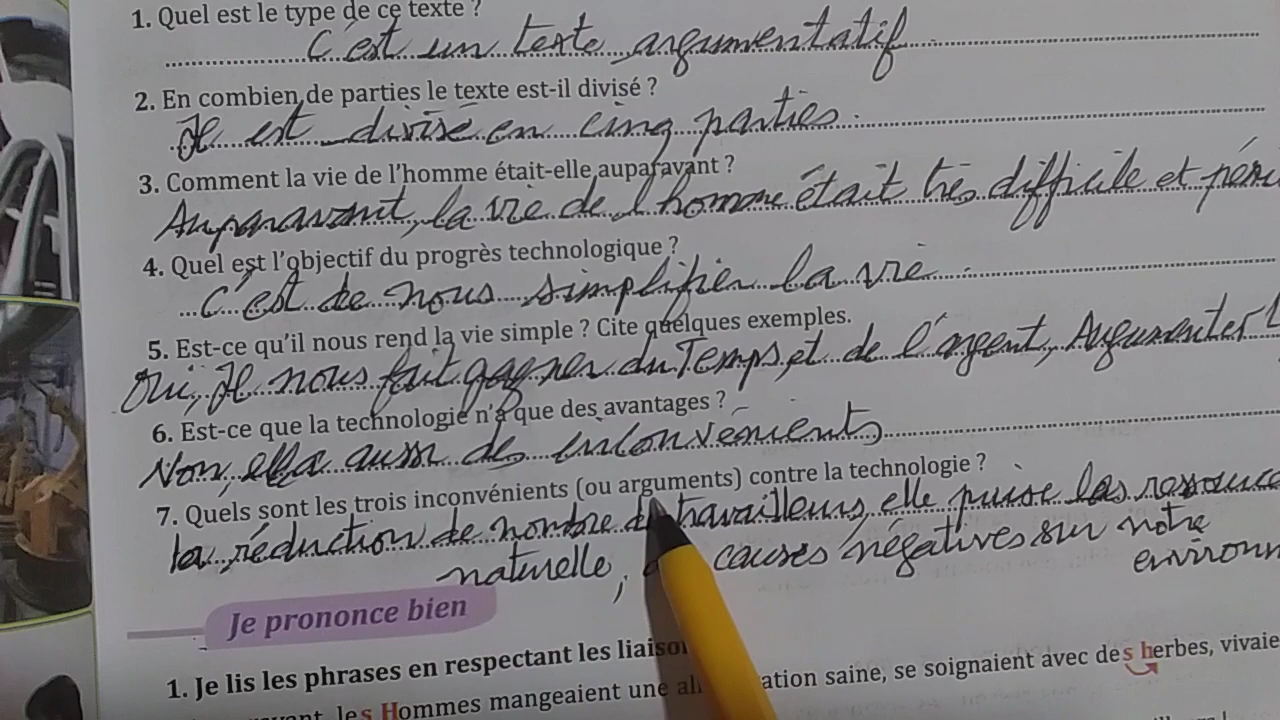 1. Quel est le type de ce texte ?
C'est un texte argumentatif
2. En combien de parties le texte est-il divisé ?
Il est divisé en cinq parties.
3. Comment la vie de l'homme était-elle auparavant ?
Auparavant, la vie de l'homme était très difficile et péni
4. Quel est l'objectif du progrès technologique ?
C'est de nous simplifier la vie.
5. Est-ce qu'il nous rend la vie simple ? Cite quelques exemples.
Oui, Il nous fait gagner du Temps, et de l'argent, Augumenter l
6. Est-ce que la technologie n'a que des avantages ?
Non, ella aussi des inconvénients
7. Quels sont les trois inconvénients (ou arguments) contre la technologie ?
la réduction de nombre de travailleurs, elle puise les ressource
naturelle, causes négatives sur notre
environn
Je prononce bien
1. Je lis les phrases en respectant les liaiso
les Hommes mangeaient une ali ation saine, se soignaient avec des herbes, vivaie